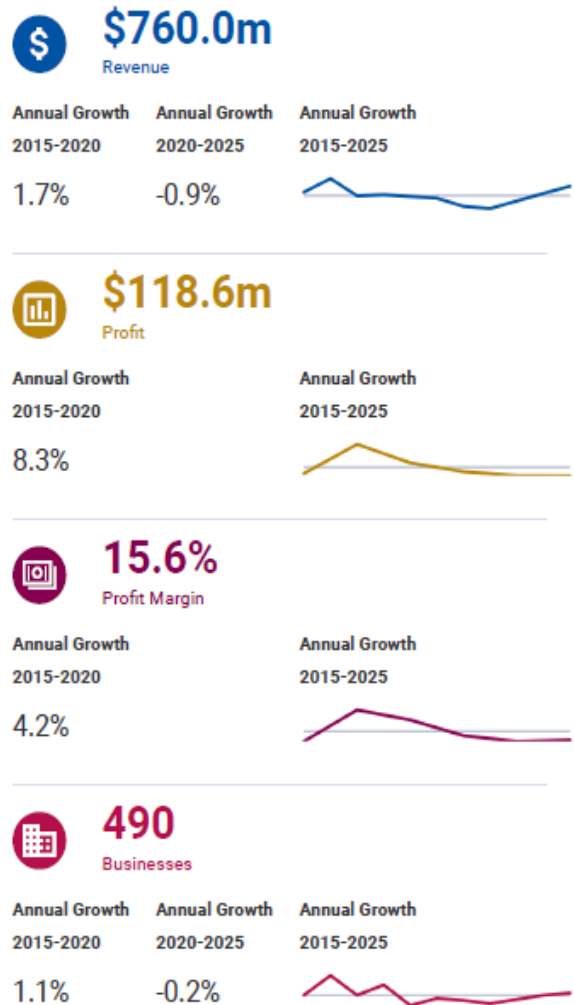 $760.0m
Revenue
Annual Growth Annual Growth Annual Growth
2015-2020 2020-2025 2015-2025
1.7% -0.9%
$118.6m
Profit
Annual Growth Annual Growth
2015-2020 2015-2025
8.3%
15.6%
Profit Margin
Annual Growth Annual Growth
2015-2020 2015-2025
4.2%
490
Businesses
Annual Growth Annual Growth Annual Growth
2015-2020 2020-2025 2015-2025
1.1% -0.2%